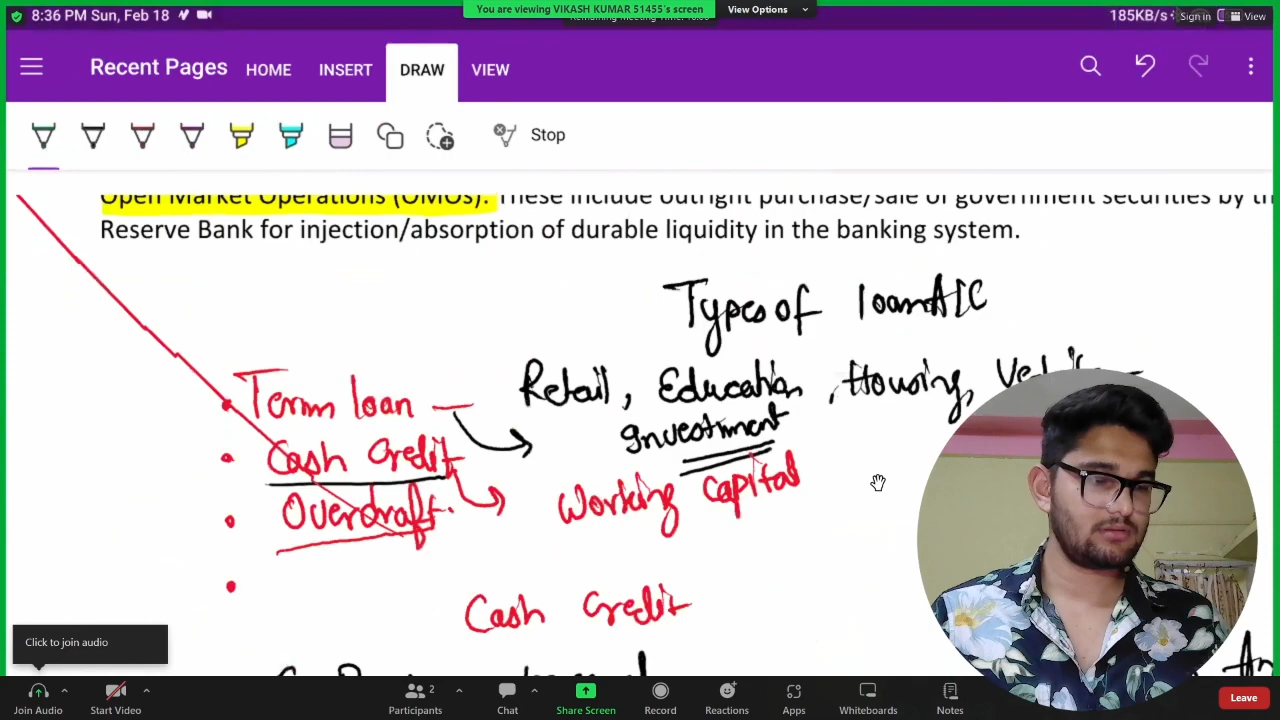 You are viewing VIKASH KUMAR 51455's screen
View Options
8:36 PM Sun, Feb 18
185KB/s
Sign in
View
Recent Pages
HOME
INSERT
DRAW
VIEW
Stop
Open Market Operations (OMOs): These include outright purchase/sale of government securities by th
Reserve Bank for injection/absorption of durable liquidity in the banking system.
Types of loan A/C
Term loan
Retail, Education, Housing,
Investment
Cash Credit
Working Capital
Overdraft
Cash Credit
Click to join audio
Join Audio
Start Video
Participants
2
Chat
Share Screen
Record
Reactions
Apps
Whiteboards
Notes
Leave